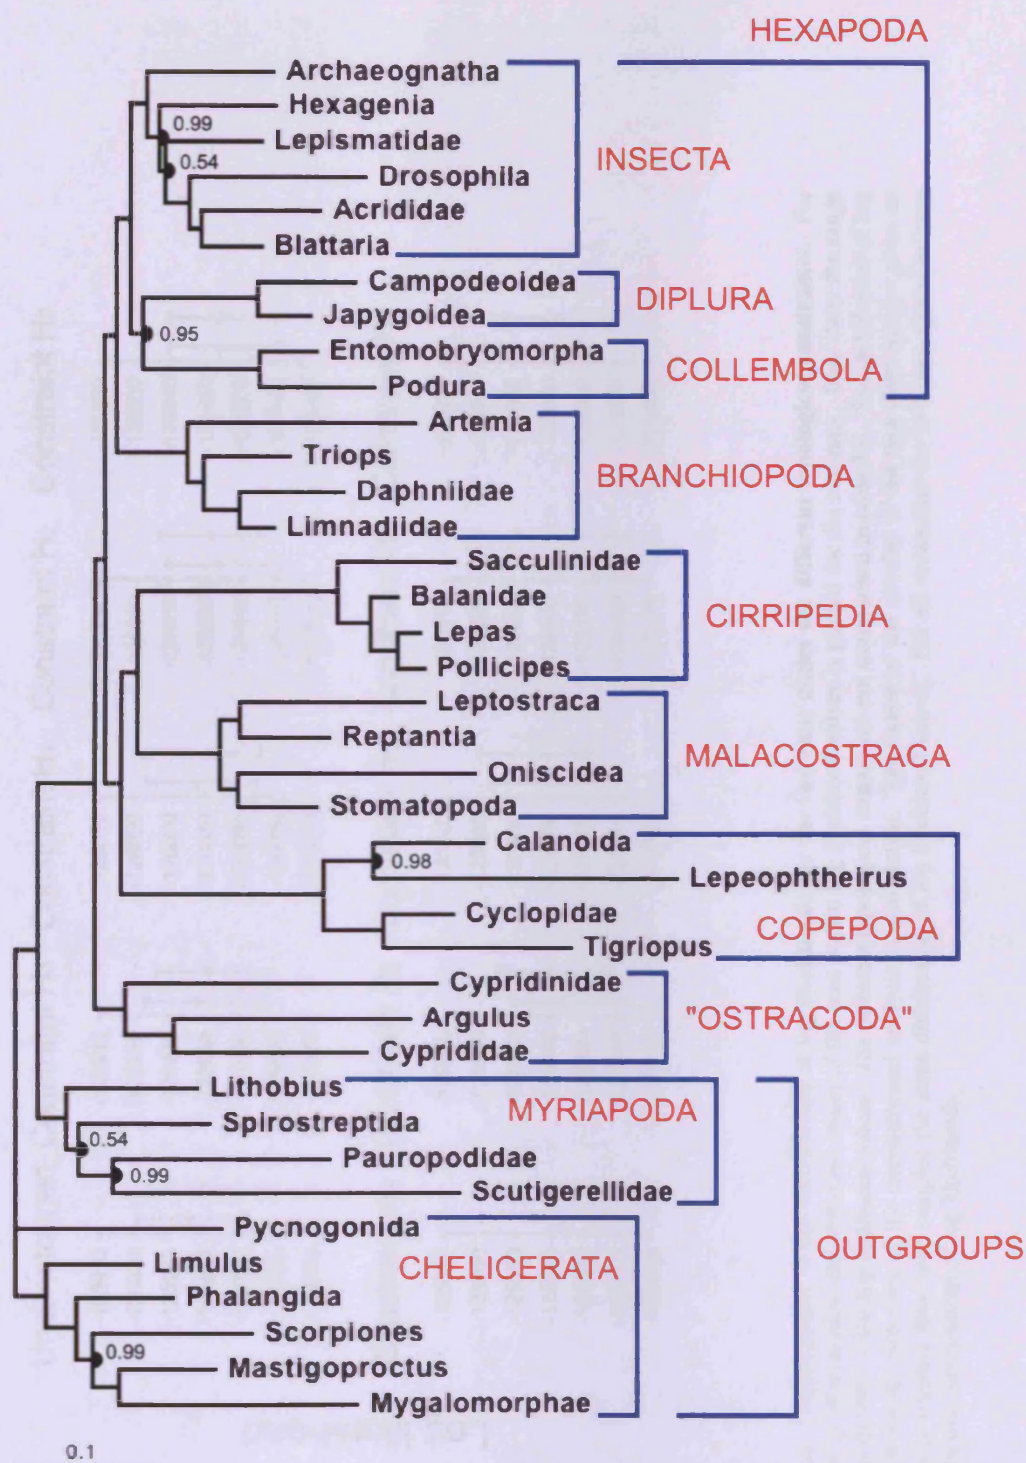 HEXAPODA
Archaeognatha
Hexagenia
0.99
Lepismatidae
0.54
INSECTA
Drosophila
Acrididae
Blattaria
Campodeoidea
DIPLURA
Japygoidea
0.95
Entomobryomorpha
COLLEMBOLA
Podura
Artemia
Triops
BRANCHIOPODA
Daphniidae
Limnadiidae
Sacculinidae
Balanidae
CIRRIPEDIA
Lepas
Pollicipes
Leptostraca
Reptantia
MALACOSTRACA
Oniscidea
Stomatopoda
Calanoida
0.98
Lepeophtheirus
Cyclopidae
COPEPODA
Tigriopus
Cypridinidae
Argulus
"OSTRACODA"
Cyprididae
Lithobius
MYRIAPODA
Spirostreptida
0.54
Pauropodidae
0.99
Scutigerellidae
Pycnogonida
OUTGROUPS
Limulus
CHELICERATA
Phalangida
Scorpiones
0.99
Mastigoproctus
Mygalomorphae
0.1